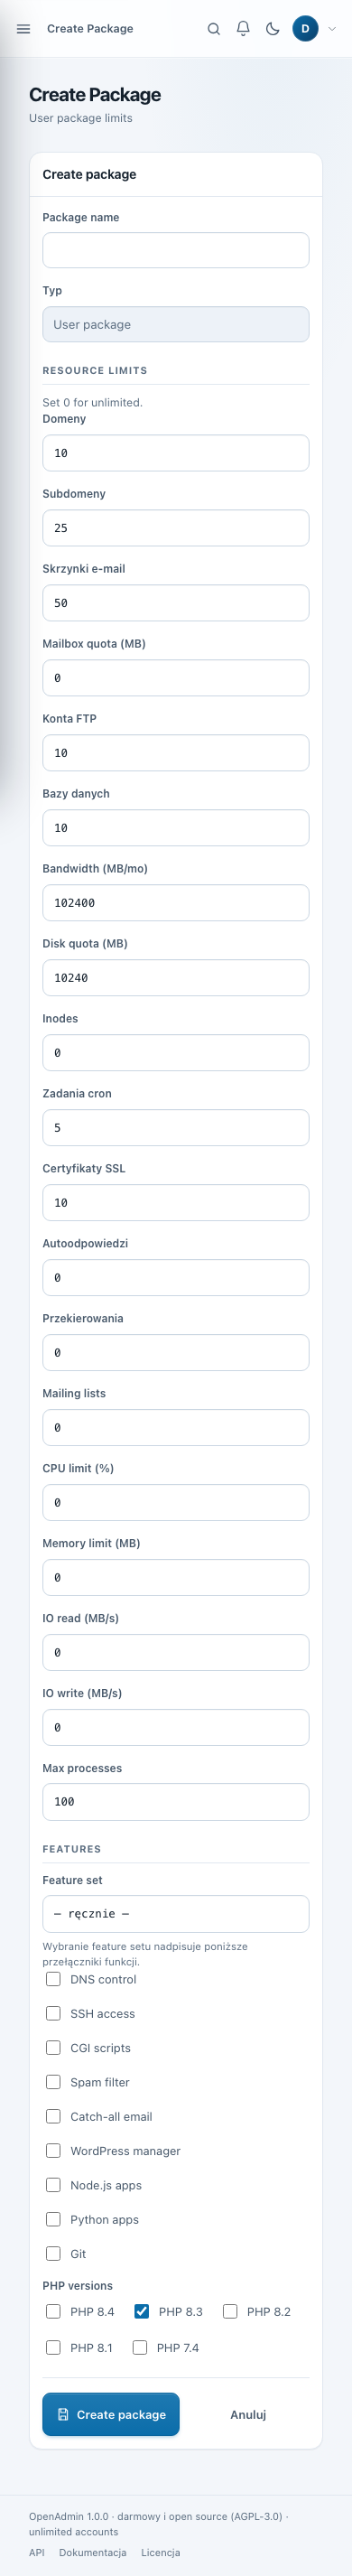 Create Package
D
Create Package
User package limits
Create package
Package name
Typ
User package
RESOURCE LIMITS
Set 0 for unlimited.
Domeny
10
Subdomeny
25
Skrzynki e-mail
50
Mailbox quota (MB)
0
Konta FTP
10
Bazy danych
10
Bandwidth (MB/mo)
102400
Disk quota (MB)
10240
Inodes
0
Zadania cron
5
Certyfikaty SSL
10
Autoodpowiedzi
0
Przekierowania
0
Mailing lists
0
CPU limit (%)
0
Memory limit (MB)
0
IO read (MB/s)
0
IO write (MB/s)
0
Max processes
100
FEATURES
Feature set
— ręcznie —
Wybranie feature setu nadpisuje poniższe
przełączniki funkcji.
DNS control
SSH access
CGI scripts
Spam filter
Catch-all email
WordPress manager
Node.js apps
Python apps
Git
PHP versions
PHP 8.4 PHP 8.3 PHP 8.2
PHP 8.1 PHP 7.4
Create package Anuluj
OpenAdmin 1.0.0 · darmowy i open source (AGPL-3.0) ·
unlimited accounts
API Dokumentacja Licencja